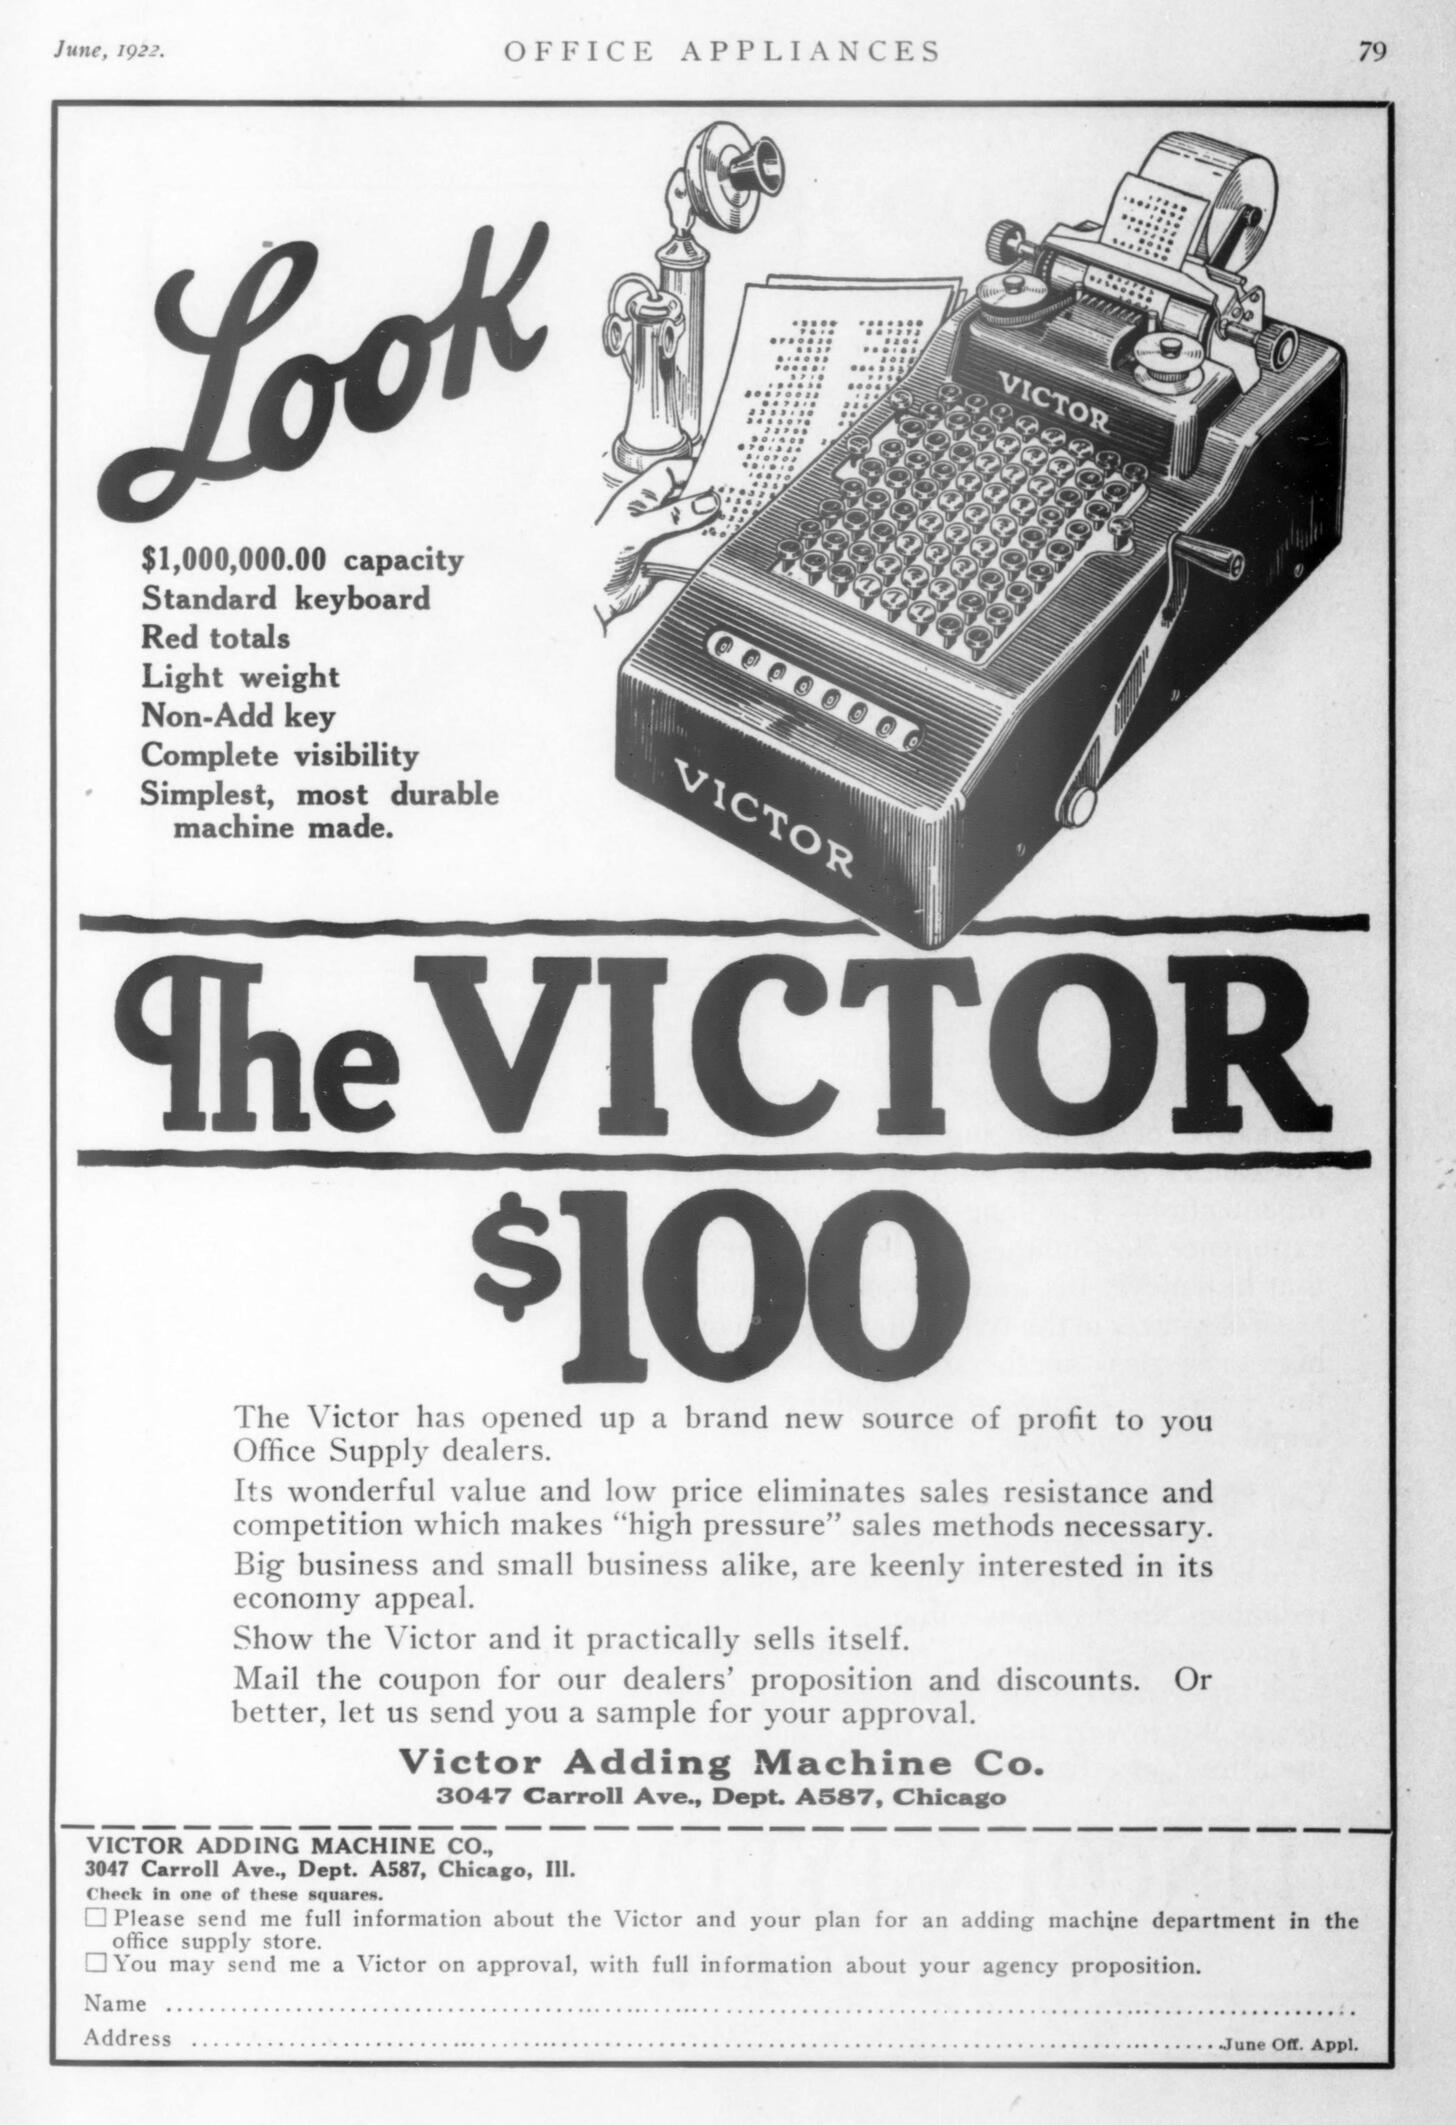 June, 1922.
OFFICE APPLIANCES
79
Look
VICTOR
VICTOR
$1,000,000.00 capacity
Standard keyboard
Red totals
Light weight
Non-Add key
Complete visibility
Simplest, most durable
machine made.
The VICTOR
$100
The Victor has opened up a brand new source of profit to you
Office Supply dealers.
Its wonderful value and low price eliminates sales resistance and
competition which makes "high pressure" sales methods necessary.
Big business and small business alike, are keenly interested in its
economy appeal.
Show the Victor and it practically sells itself.
Mail the coupon for our dealers' proposition and discounts. Or
better, let us send you a sample for your approval.
Victor Adding Machine Co.
3047 Carroll Ave., Dept. A587, Chicago
VICTOR ADDING MACHINE CO.,
3047 Carroll Ave., Dept. A587, Chicago, Ill.
Check in one of these squares.
☐ Please send me full information about the Victor and your plan for an adding machine department in the
office supply store.
☐ You may send me a Victor on approval, with full information about your agency proposition.
Name
Address
June Off. Appl.